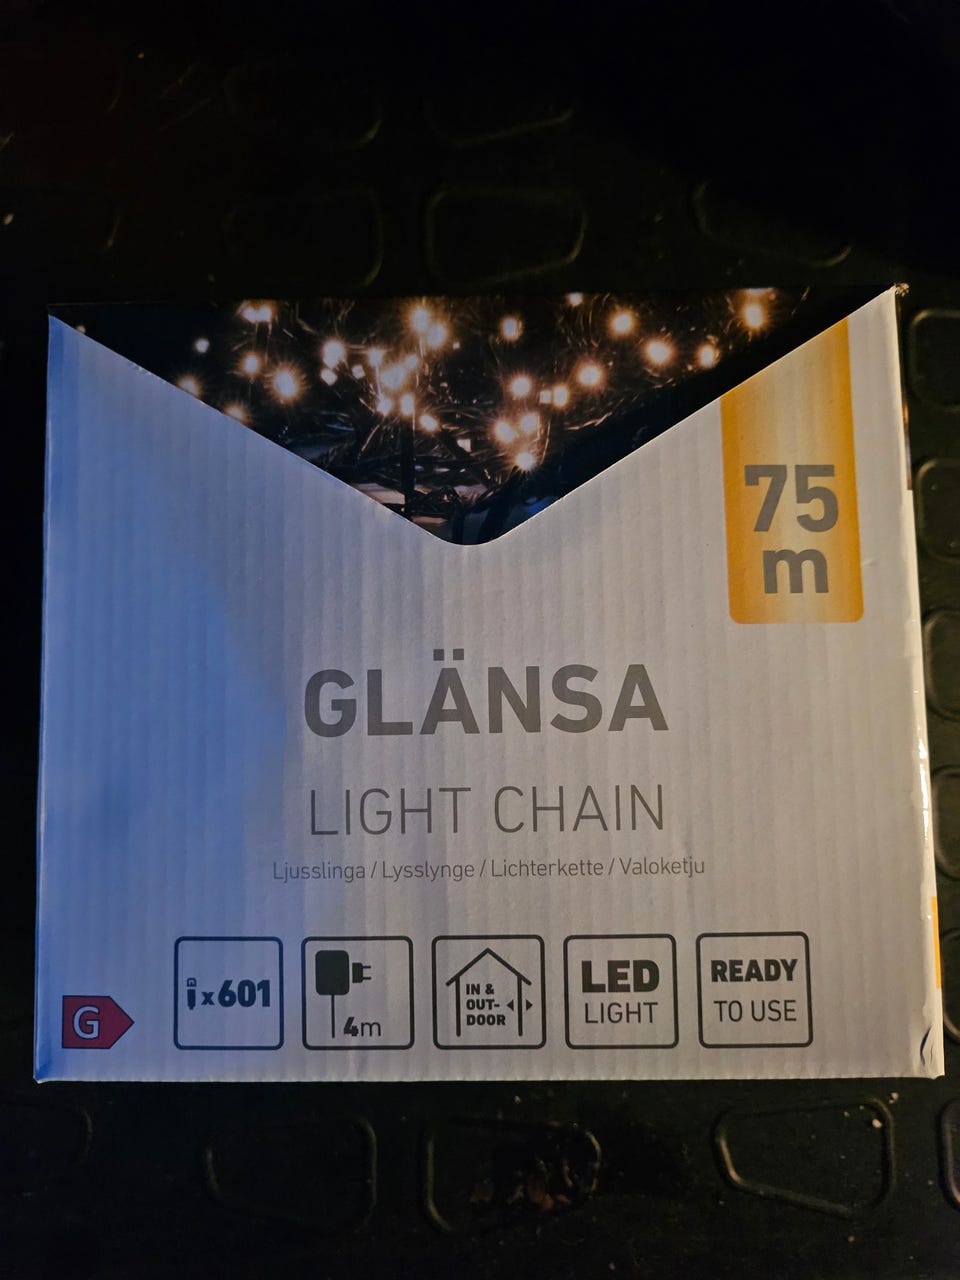 75
m
GLÄNSA
LIGHT CHAIN
Ljusslinga / Lysslynge / Lichterkette / Valoketju
G
x601
4m
IN &
OUT-
DOOR
LED
LIGHT
READY
TO USE